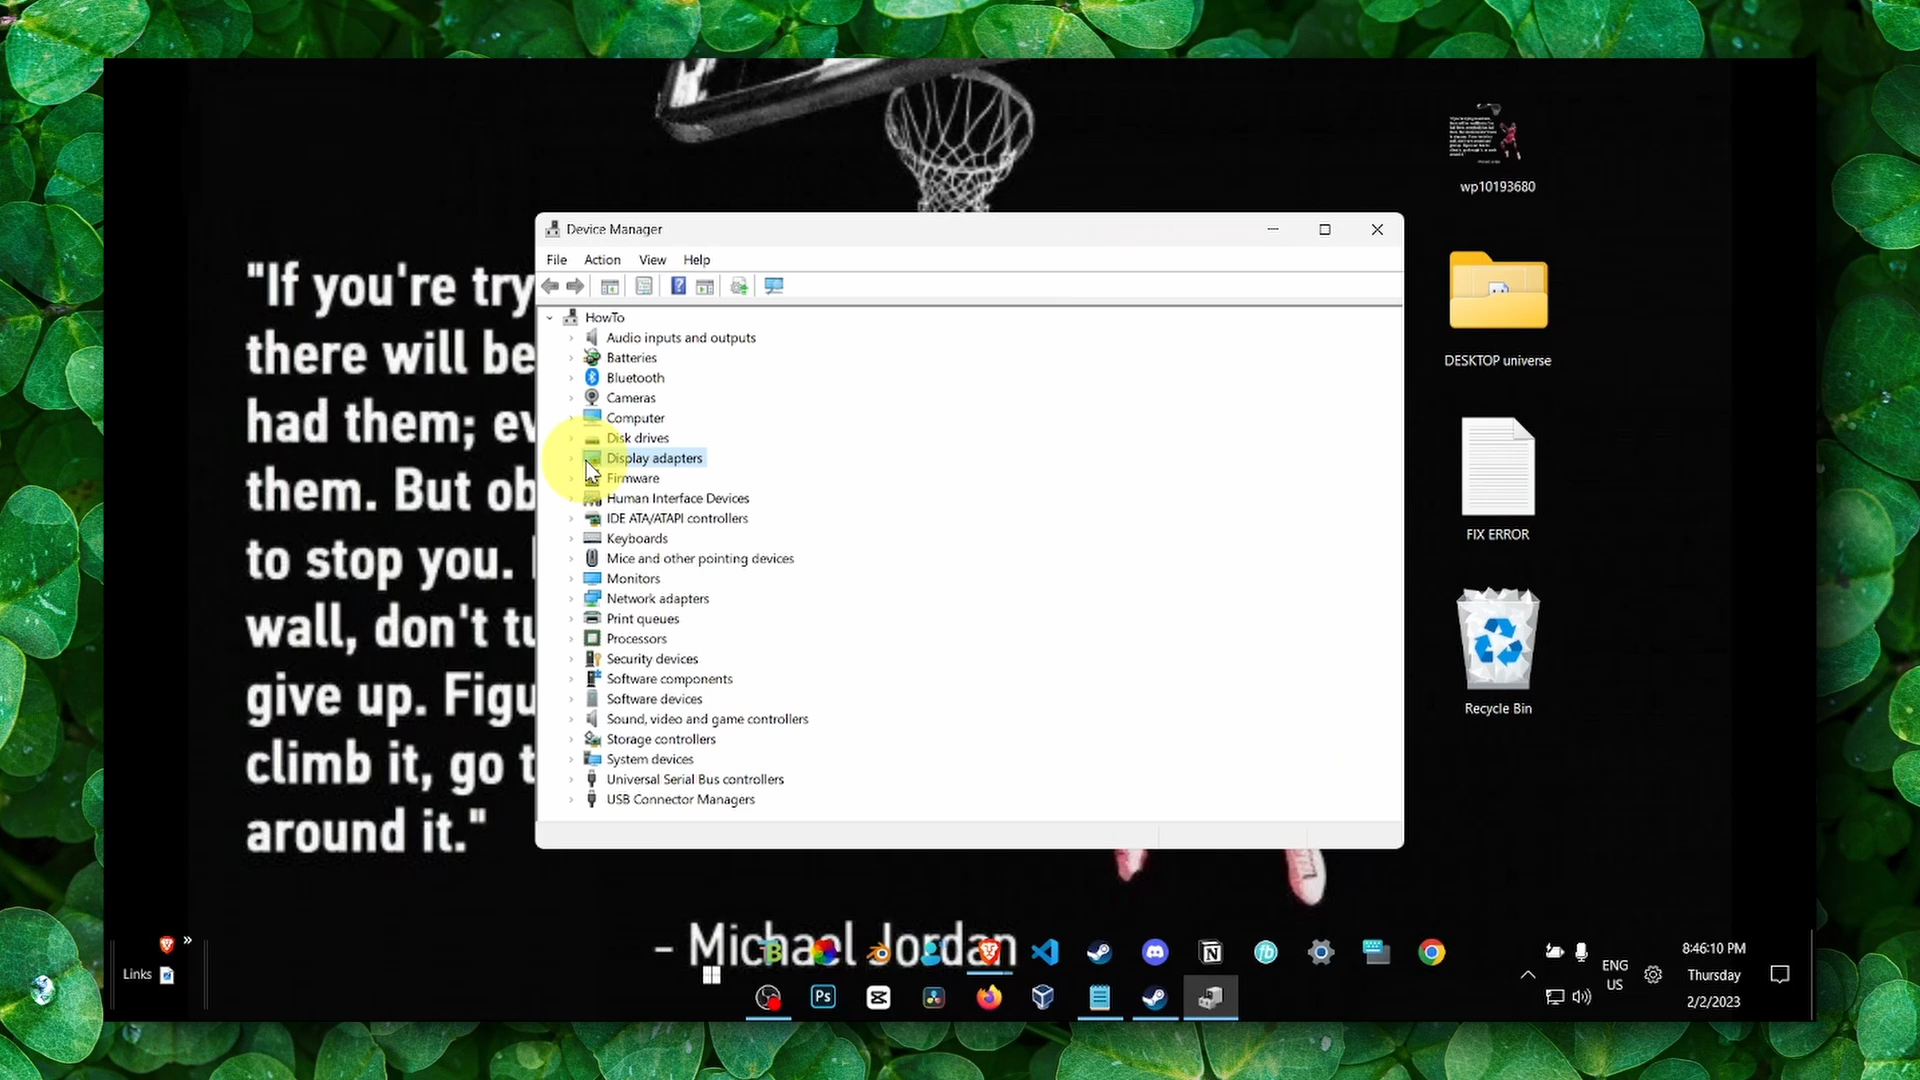 wp10193680
DESKTOP universe
FIX ERROR
Recycle Bin
"If you're try
there will be
had them; ev
them. But ob
to stop you.
wall, don't tu
give up. Figu
climb it, go t
around it."
– Michael Jordan
Device Manager
File Action View Help
HowTo
Audio inputs and outputs
Batteries
Bluetooth
Cameras
Computer
Disk drives
Display adapters
Firmware
Human Interface Devices
IDE ATA/ATAPI controllers
Keyboards
Mice and other pointing devices
Monitors
Network adapters
Print queues
Processors
Security devices
Software components
Software devices
Sound, video and game controllers
Storage controllers
System devices
Universal Serial Bus controllers
USB Connector Managers
Links
Ps
ENG
US
8:46:10 PM
Thursday
2/2/2023